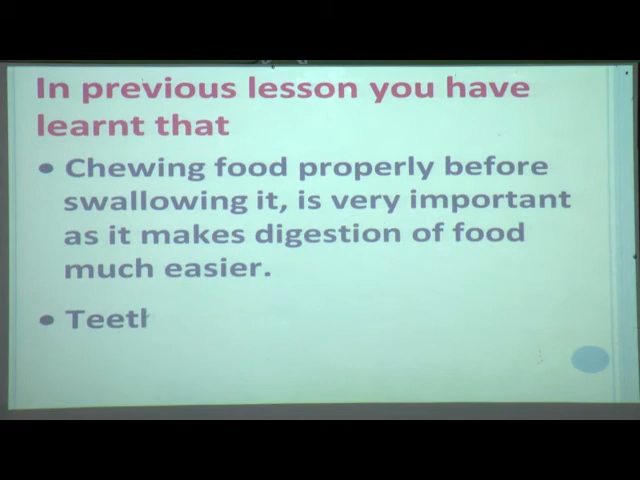 In previous lesson you have
learnt that
• Chewing food properly before
swallowing it, is very important
as it makes digestion of food
much easier.
• Teetl